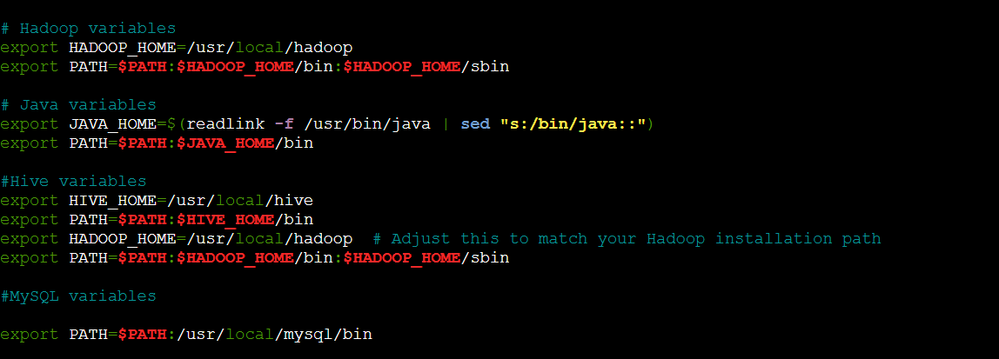 # Hadoop variables
export HADOOP_HOME=/usr/local/hadoop
export PATH=$PATH:$HADOOP_HOME/bin:$HADOOP_HOME/sbin
# Java variables
export JAVA_HOME=$(readlink -f /usr/bin/java | sed "s:/bin/java::")
export PATH=$PATH:$JAVA_HOME/bin
#Hive variables
export HIVE_HOME=/usr/local/hive
export PATH=$PATH:$HIVE_HOME/bin
export HADOOP_HOME=/usr/local/hadoop  # Adjust this to match your Hadoop installation path
export PATH=$PATH:$HADOOP_HOME/bin:$HADOOP_HOME/sbin
#MySQL variables
export PATH=$PATH:/usr/local/mysql/bin